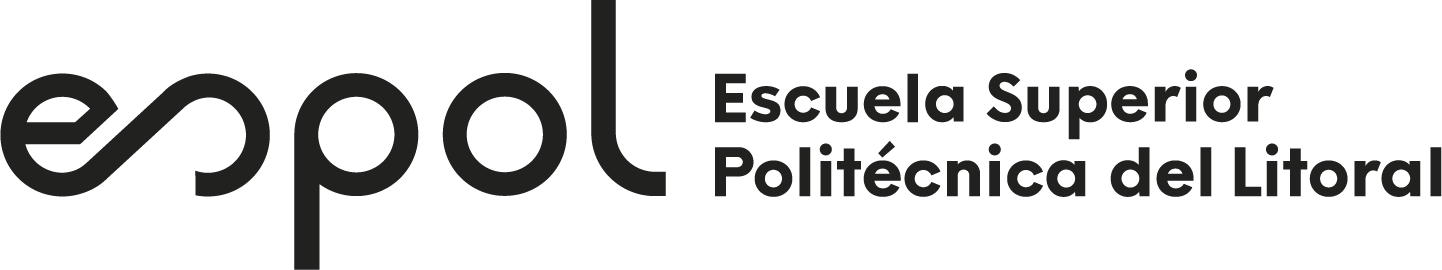 espol
Escuela Superior
Politécnica del Litoral